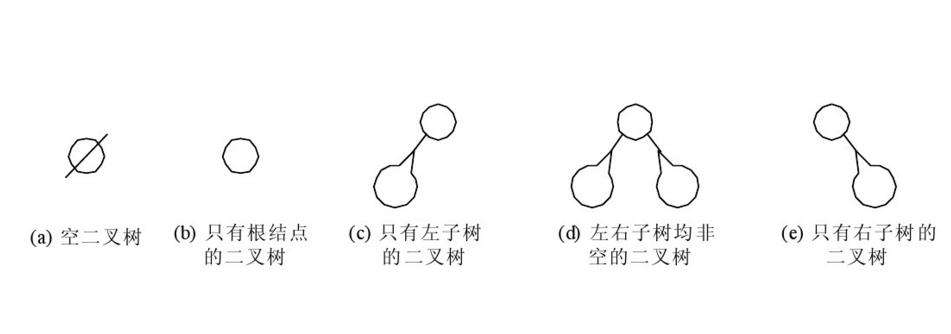 (a) 空二叉树
(b) 只有根结点
的二叉树
(c) 只有左子树
的二叉树
(d) 左右子树均非
空的二叉树
(e) 只有右子树的
二叉树